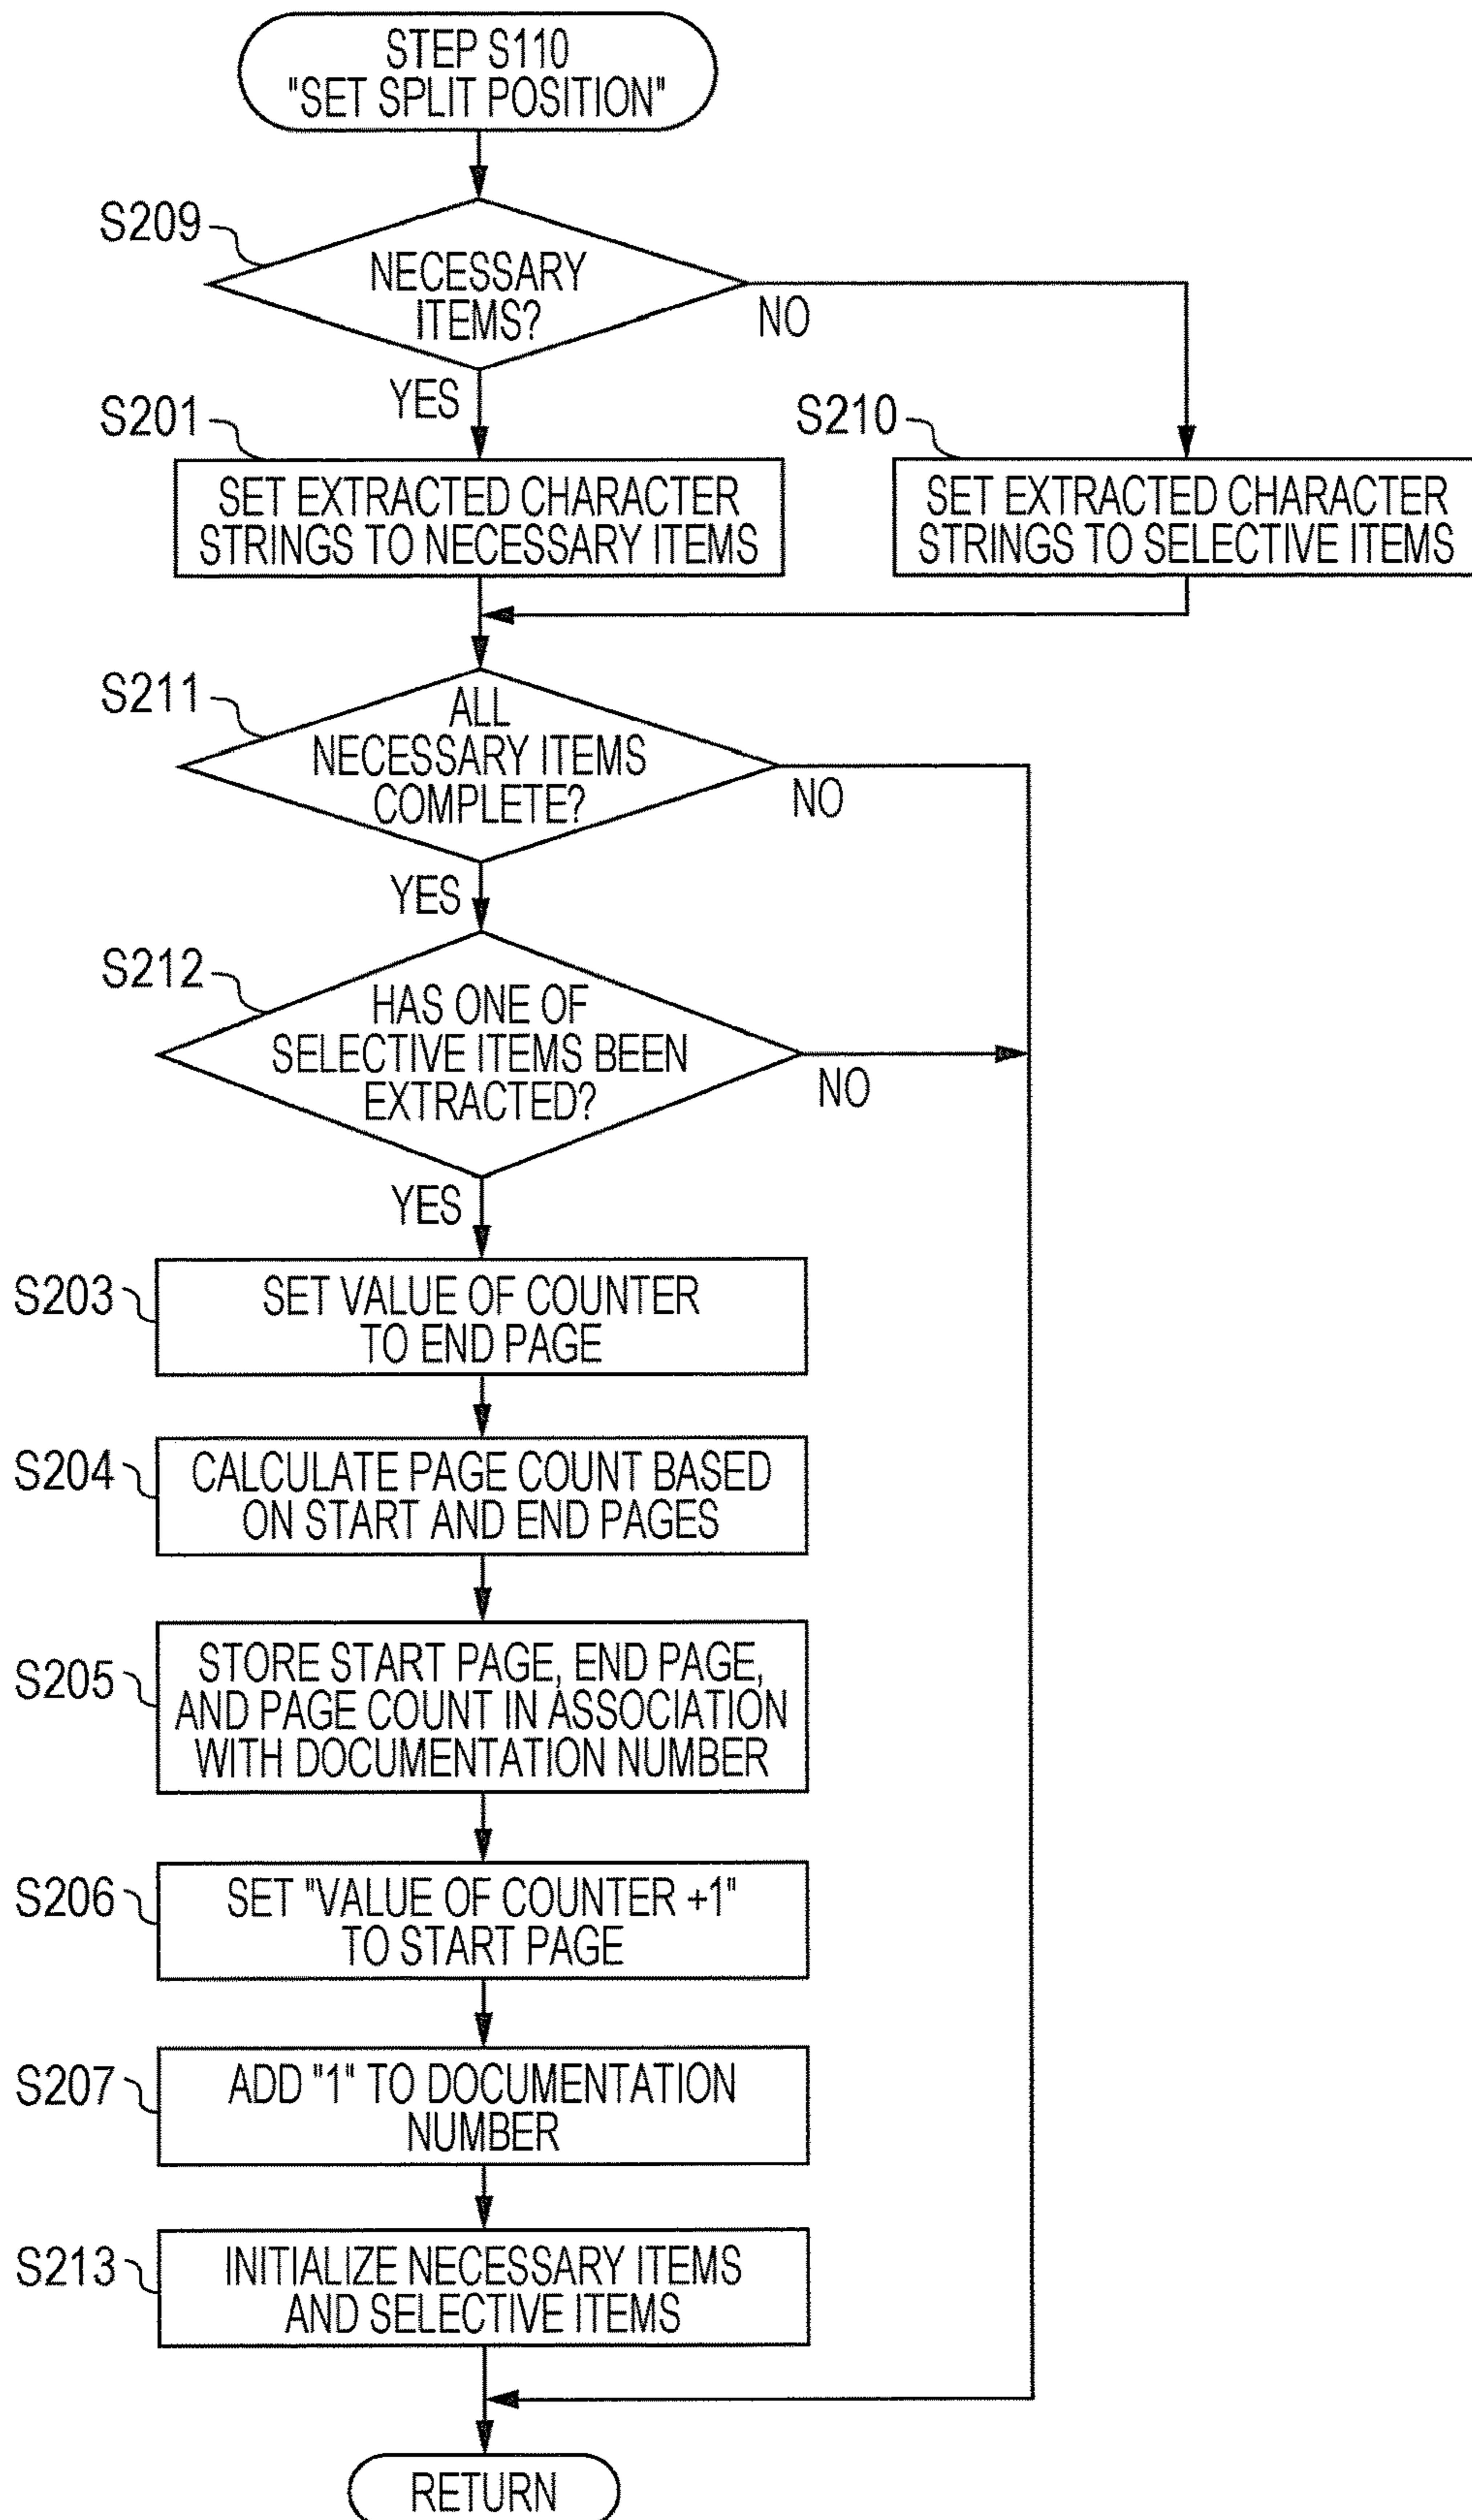 STEP S110
"SET SPLIT POSITION"
S209
NECESSARY
ITEMS?
NO
YES
S201
SET EXTRACTED CHARACTER
STRINGS TO NECESSARY ITEMS
S210
SET EXTRACTED CHARACTER
STRINGS TO SELECTIVE ITEMS
S211
ALL
NECESSARY ITEMS
COMPLETE?
NO
YES
S212
HAS ONE OF
SELECTIVE ITEMS BEEN
EXTRACTED?
NO
YES
S203
SET VALUE OF COUNTER
TO END PAGE
S204
CALCULATE PAGE COUNT BASED
ON START AND END PAGES
S205
STORE START PAGE, END PAGE,
AND PAGE COUNT IN ASSOCIATION
WITH DOCUMENTATION NUMBER
S206
SET "VALUE OF COUNTER +1"
TO START PAGE
S207
ADD "1" TO DOCUMENTATION
NUMBER
S213
INITIALIZE NECESSARY ITEMS
AND SELECTIVE ITEMS
RETURN